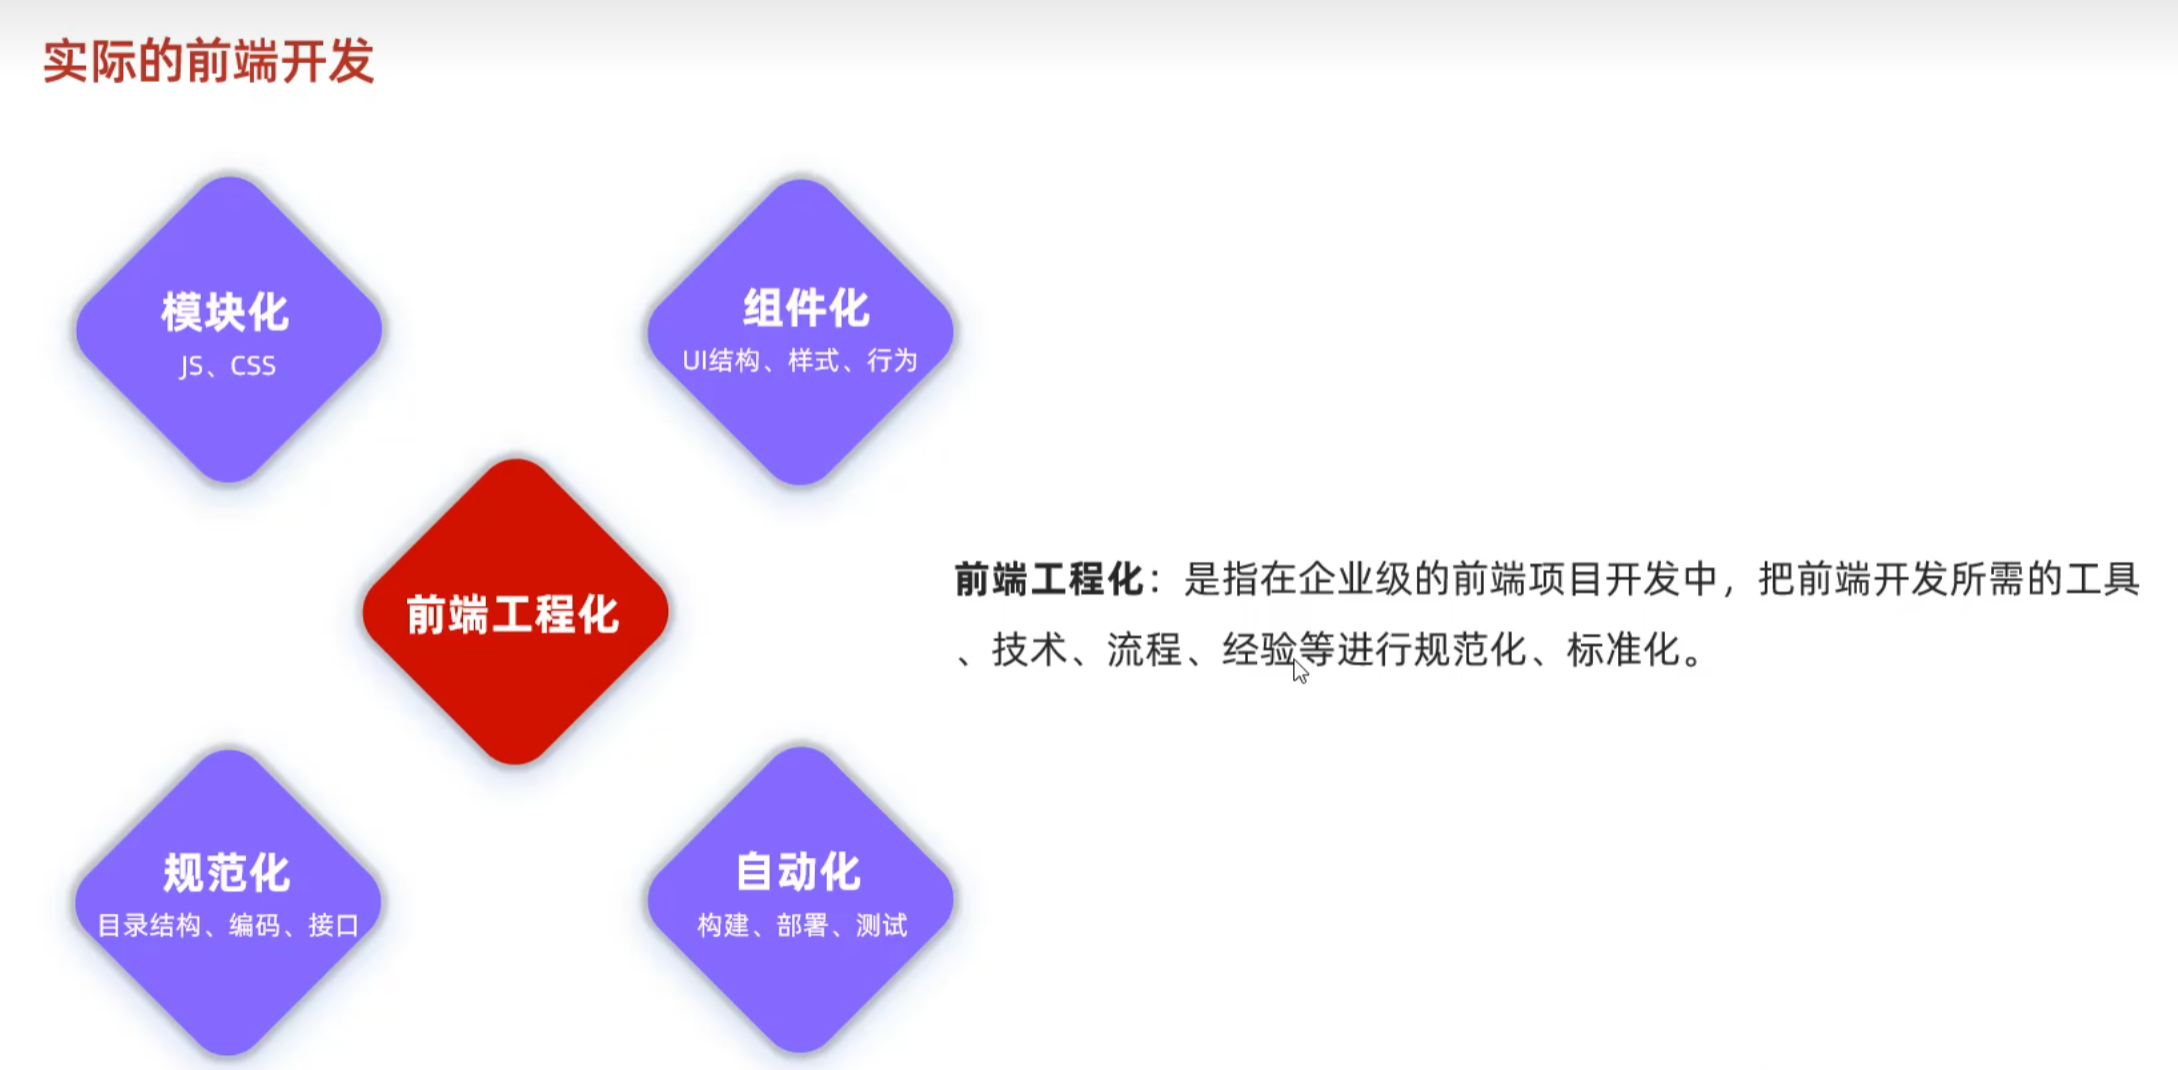 实际的前端开发
模块化
JS、CSS
组件化
UI结构、样式、行为
前端工程化
前端工程化：是指在企业级的前端项目开发中，把前端开发所需的工具
、技术、流程、经验等进行规范化、标准化。
规范化
目录结构、编码、接口
自动化
构建、部署、测试